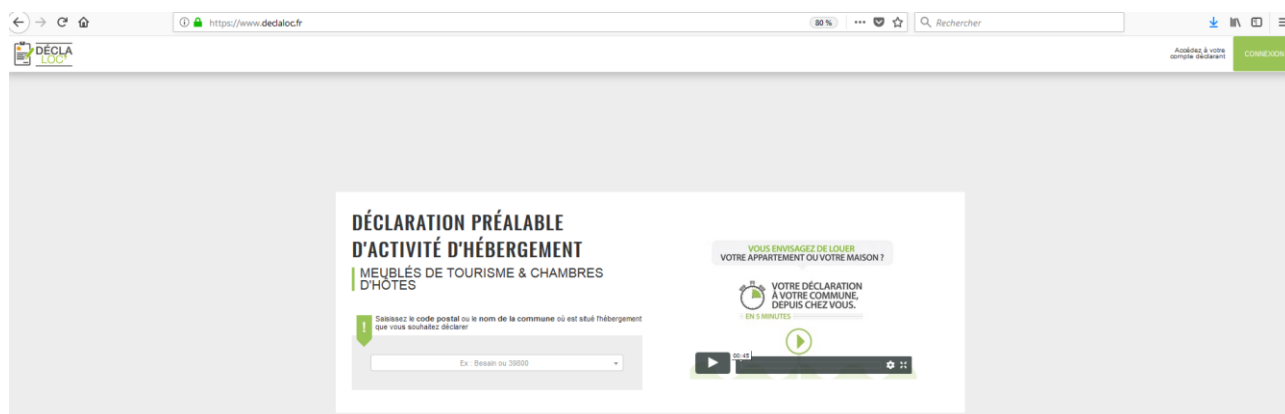 https://www.declaloc.fr
80 %
Rechercher
DÉCLA
LOC'
Accédez à votre
compte déclarant
CONNEXION
DÉCLARATION PRÉALABLE
D'ACTIVITÉ D'HÉBERGEMENT
MEUBLÉS DE TOURISME & CHAMBRES
D'HÔTES
!
Saisissez le code postal ou le nom de la commune où est situé l'hébergement
que vous souhaitez déclarer
Ex : Besain ou 39800
VOUS ENVISAGEZ DE LOUER
VOTRE APPARTEMENT OU VOTRE MAISON ?
VOTRE DÉCLARATION
À VOTRE COMMUNE,
DEPUIS CHEZ VOUS.
EN 5 MINUTES
00:45